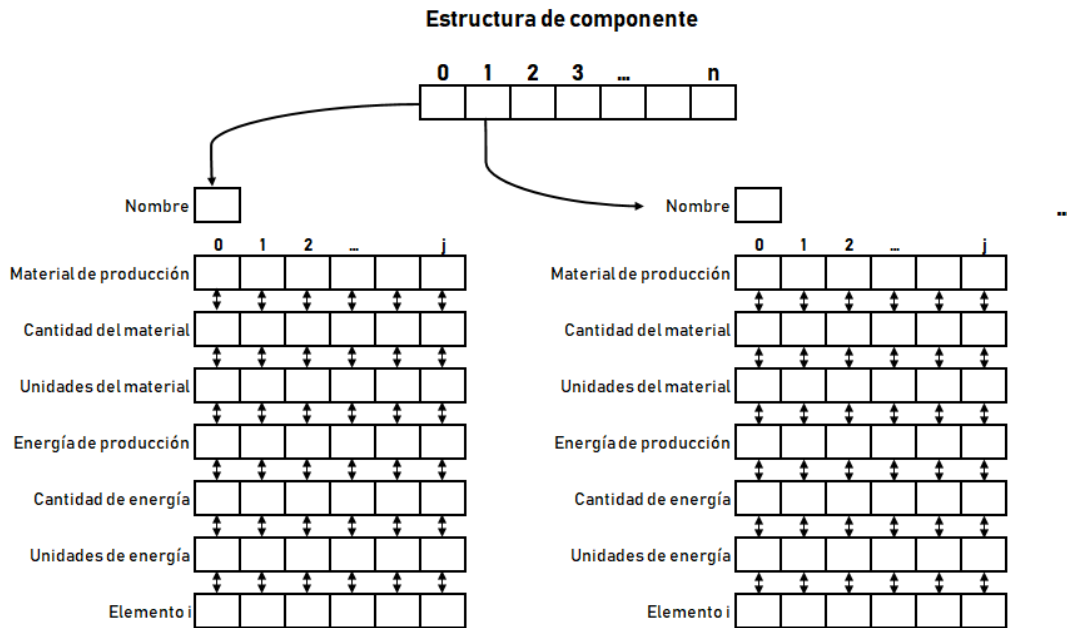 Estructura de componente
0 1 2 3 ... n
Nombre
Nombre
...
0 1 2 ... j
0 1 2 ... j
Material de producción
Material de producción
Cantidad del material
Cantidad del material
Unidades del material
Unidades del material
Energía de producción
Energía de producción
Cantidad de energía
Cantidad de energía
Unidades de energía
Unidades de energía
Elemento i
Elemento i